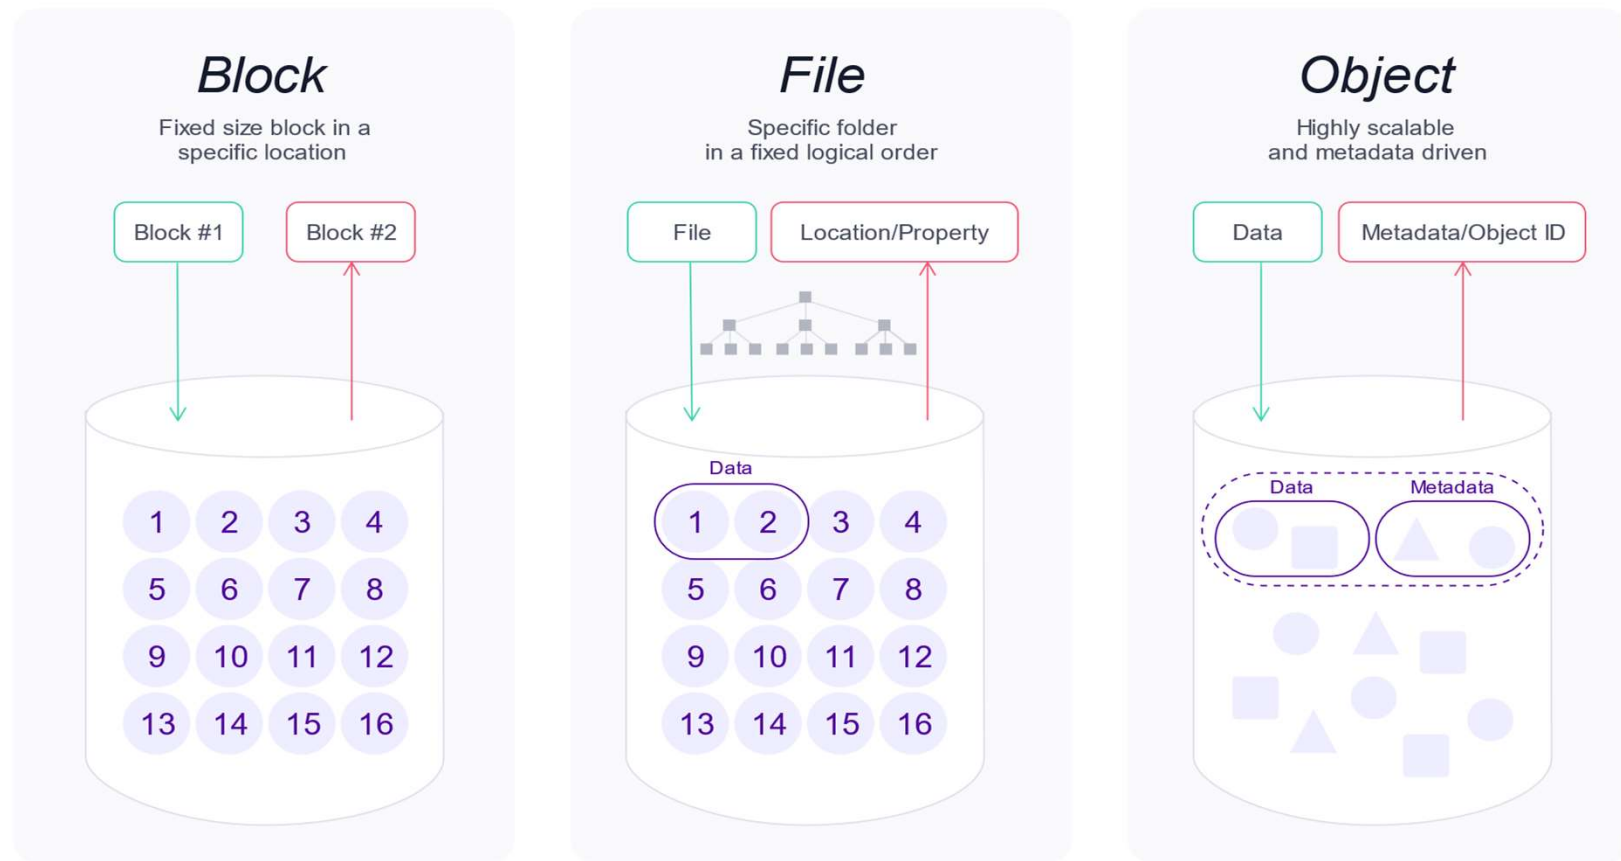 Block
Fixed size block in a
specific location
Block #1
Block #2
1 2 3 4
5 6 7 8
9 10 11 12
13 14 15 16
File
Specific folder
in a fixed logical order
File
Location/Property
Data
1 2 3 4
5 6 7 8
9 10 11 12
13 14 15 16
Object
Highly scalable
and metadata driven
Data
Metadata/Object ID
Data
Metadata